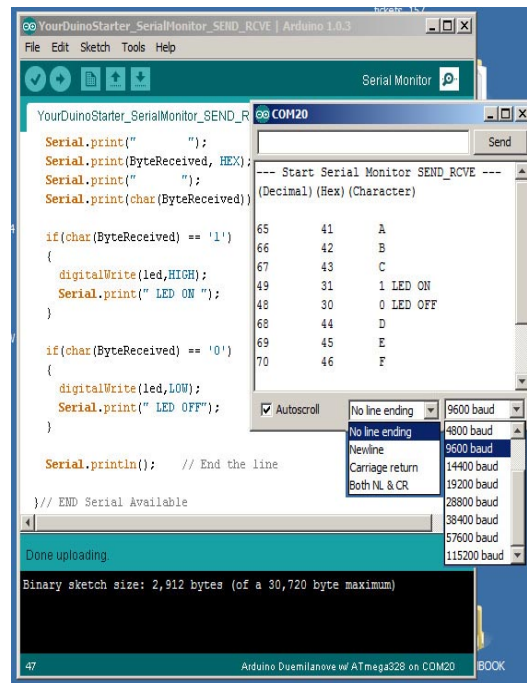 YourDuinoStarter_SerialMonitor_SEND_RCVE | Arduino 1.0.3
File Edit Sketch Tools Help
Serial Monitor
YourDuinoStarter_SerialMonitor_SEND_R
Serial.print("        ");
Serial.print(ByteReceived, HEX);
Serial.print("       ");
Serial.print(char(ByteReceived))
if(char(ByteReceived) == '1')
{
digitalWrite(led,HIGH);
Serial.print(" LED ON ");
}
if(char(ByteReceived) == '0')
{
digitalWrite(led,LOW);
Serial.print(" LED OFF");
}
Serial.println();    // End the line
}// END Serial Available
Done uploading.
Binary sketch size: 2,912 bytes (of a 30,720 byte maximum)
47 Arduino Duemilanove w/ ATmega328 on COM20
COM20
Send
--- Start Serial Monitor SEND_RCVE ---
(Decimal)(Hex)(Character)
65 41 A
66 42 B
67 43 C
49 31 1 LED ON
48 30 0 LED OFF
68 44 D
69 45 E
70 46 F
Autoscroll No line ending 9600 baud
No line ending
Newline
Carriage return
Both NL & CR
4800 baud
9600 baud
14400 baud
19200 baud
28800 baud
38400 baud
57600 baud
115200 baud
BOOK